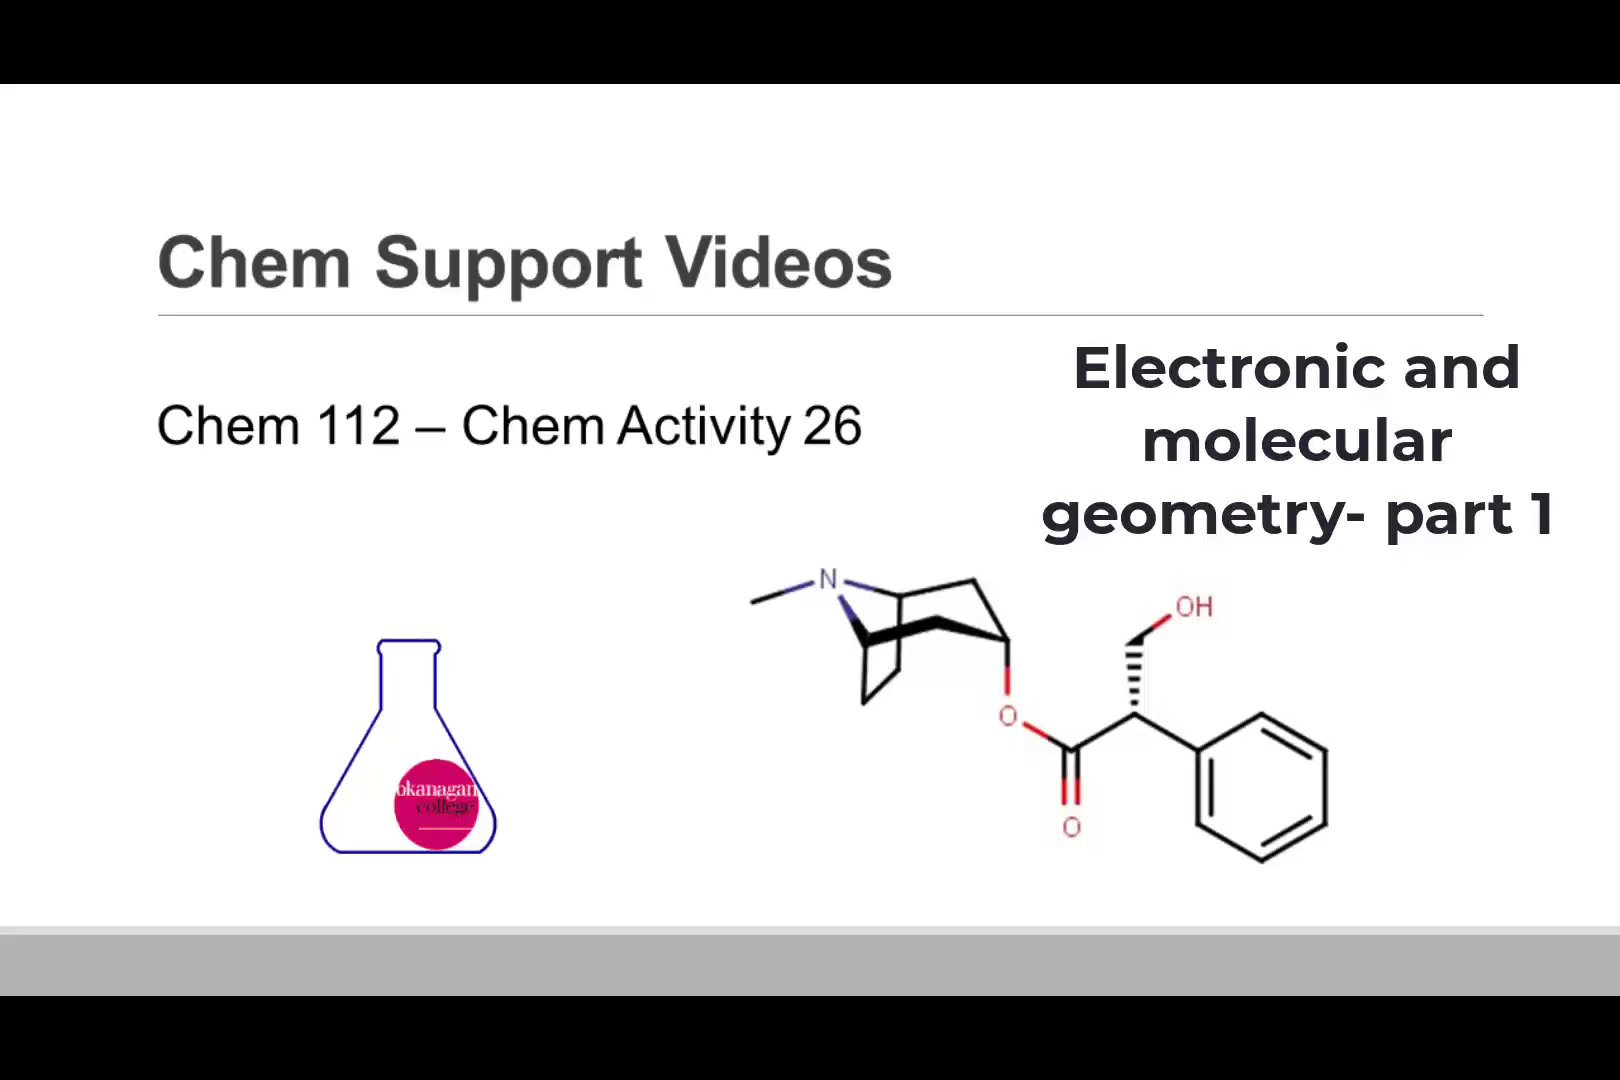 Chem Support Videos
Chem 112 – Chem Activity 26
Electronic and
molecular
geometry- part 1
N
OH
O
O
okanagan
college